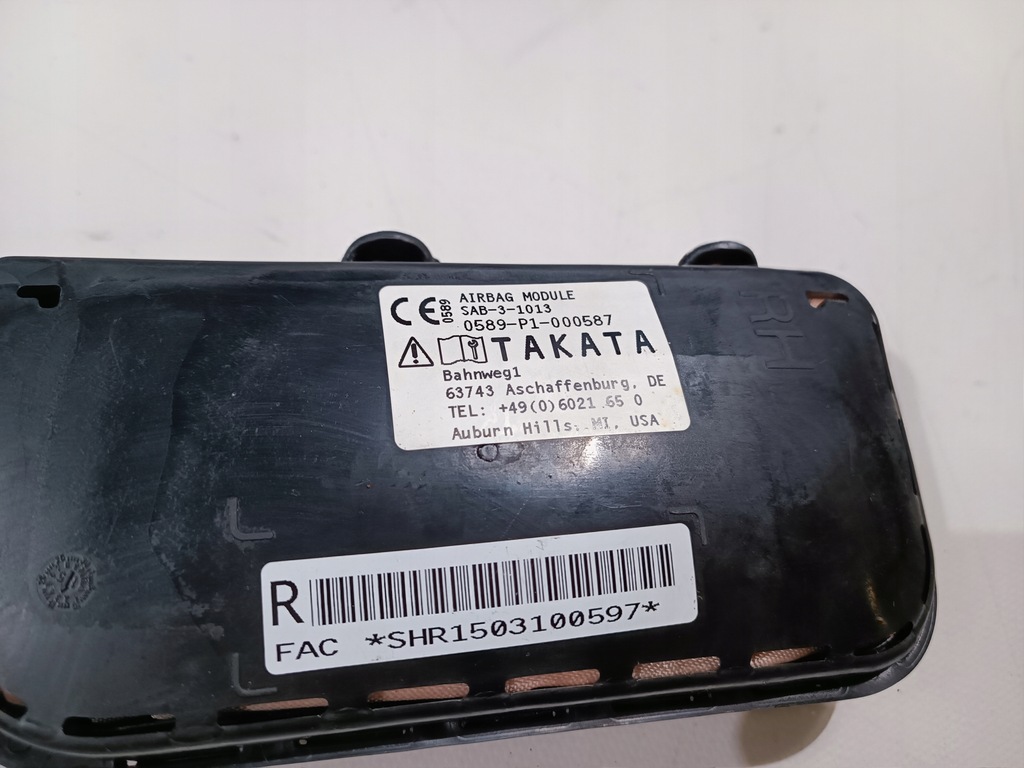 CE 0589 AIRBAG MODULE
SAB-3-1013
0589-P1-000587
TAKATA
Bahnweg1
63743 Aschaffenburg, DE
TEL: +49(0)6021 65 0
Auburn Hills, MI, USA
RH
R
FAC *SHR1503100597*